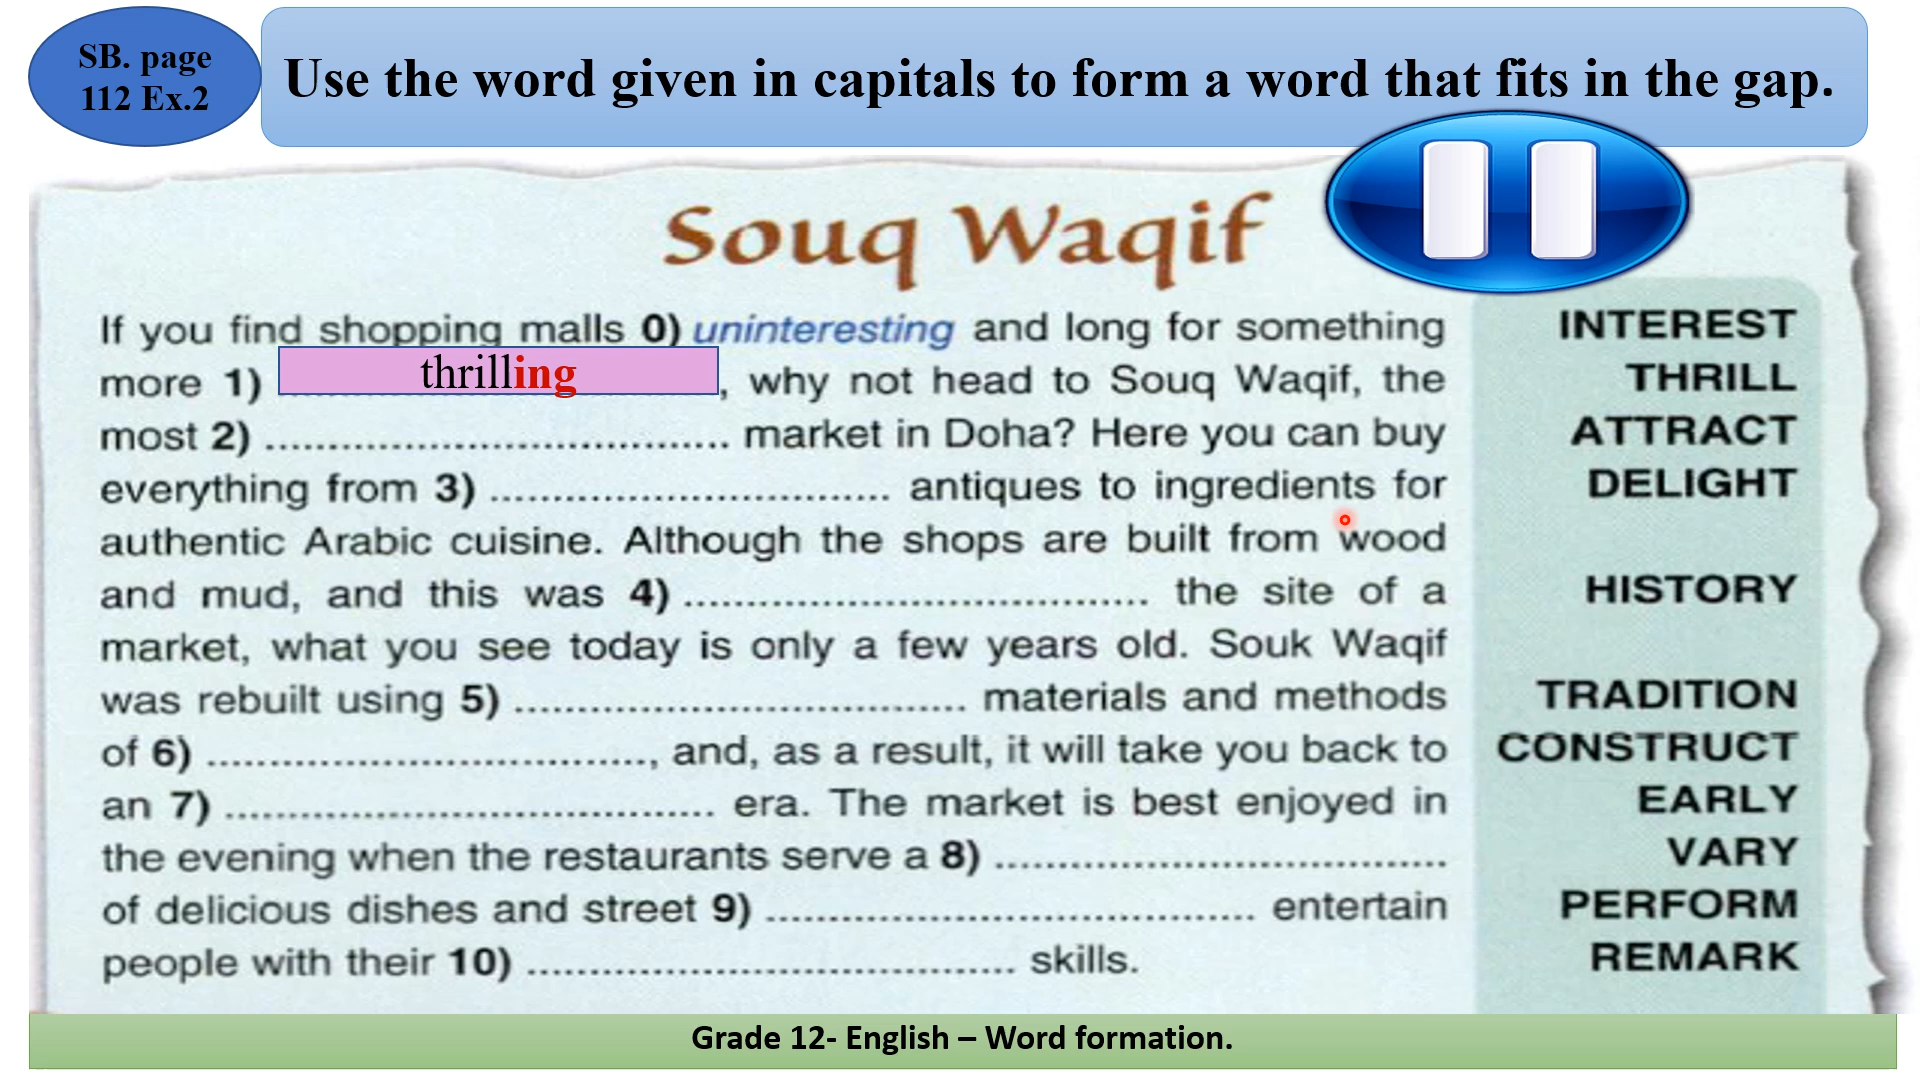 SB. page
112 Ex.2
Use the word given in capitals to form a word that fits in the gap.
Souq Waqif
If you find shopping malls 0) uninteresting and long for something INTEREST
more 1) thrilling, why not head to Souq Waqif, the THRILL
most 2) .................................... market in Doha? Here you can buy ATTRACT
everything from 3) ................................ antiques to ingredients for DELIGHT
authentic Arabic cuisine. Although the shops are built from wood
and mud, and this was 4) .................................... the site of a HISTORY
market, what you see today is only a few years old. Souk Waqif
was rebuilt using 5) .................................... materials and methods TRADITION
of 6) ..................................., and, as a result, it will take you back to CONSTRUCT
an 7) ....................................... era. The market is best enjoyed in EARLY
the evening when the restaurants serve a 8) .................................... VARY
of delicious dishes and street 9) ....................................... entertain PERFORM
people with their 10) ....................................... skills. REMARK
Grade 12- English – Word formation.